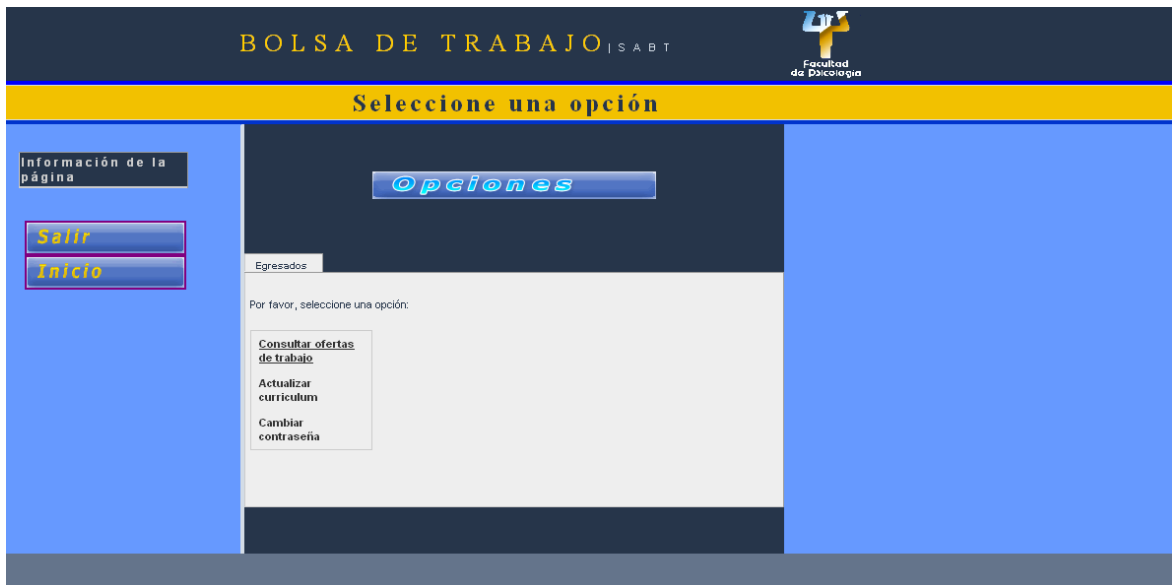 BOLSA DE TRABAJO|SABT
Facultad
de Psicología
Seleccione una opción
Información de la
página
Opciones
Salir
Inicio
Egresados
Por favor, seleccione una opción:
Consultar ofertas
de trabajo
Actualizar
curriculum
Cambiar
contraseña